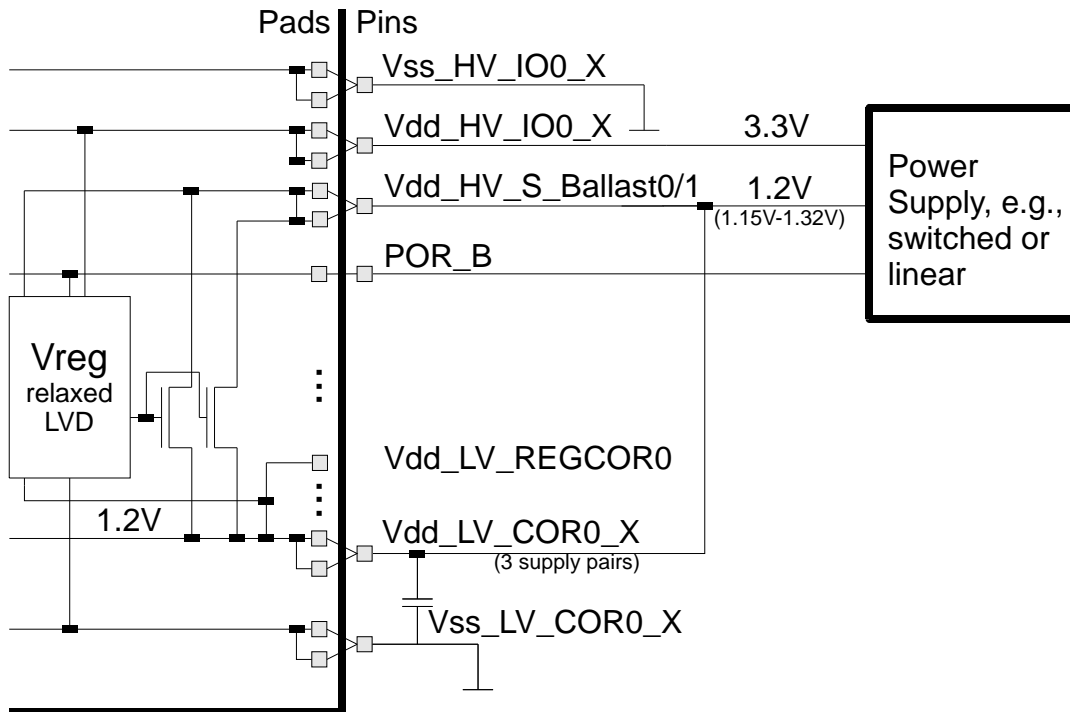 Pads Pins
Vss_HV_IO0_X
Vdd_HV_IO0_X
3.3V
Vdd_HV_S_Ballast0/1
1.2V
(1.15V-1.32V)
POR_B
Power
Supply, e.g.,
switched or
linear
Vreg
relaxed
LVD
Vdd_LV_REGCOR0
1.2V
Vdd_LV_COR0_X
(3 supply pairs)
Vss_LV_COR0_X